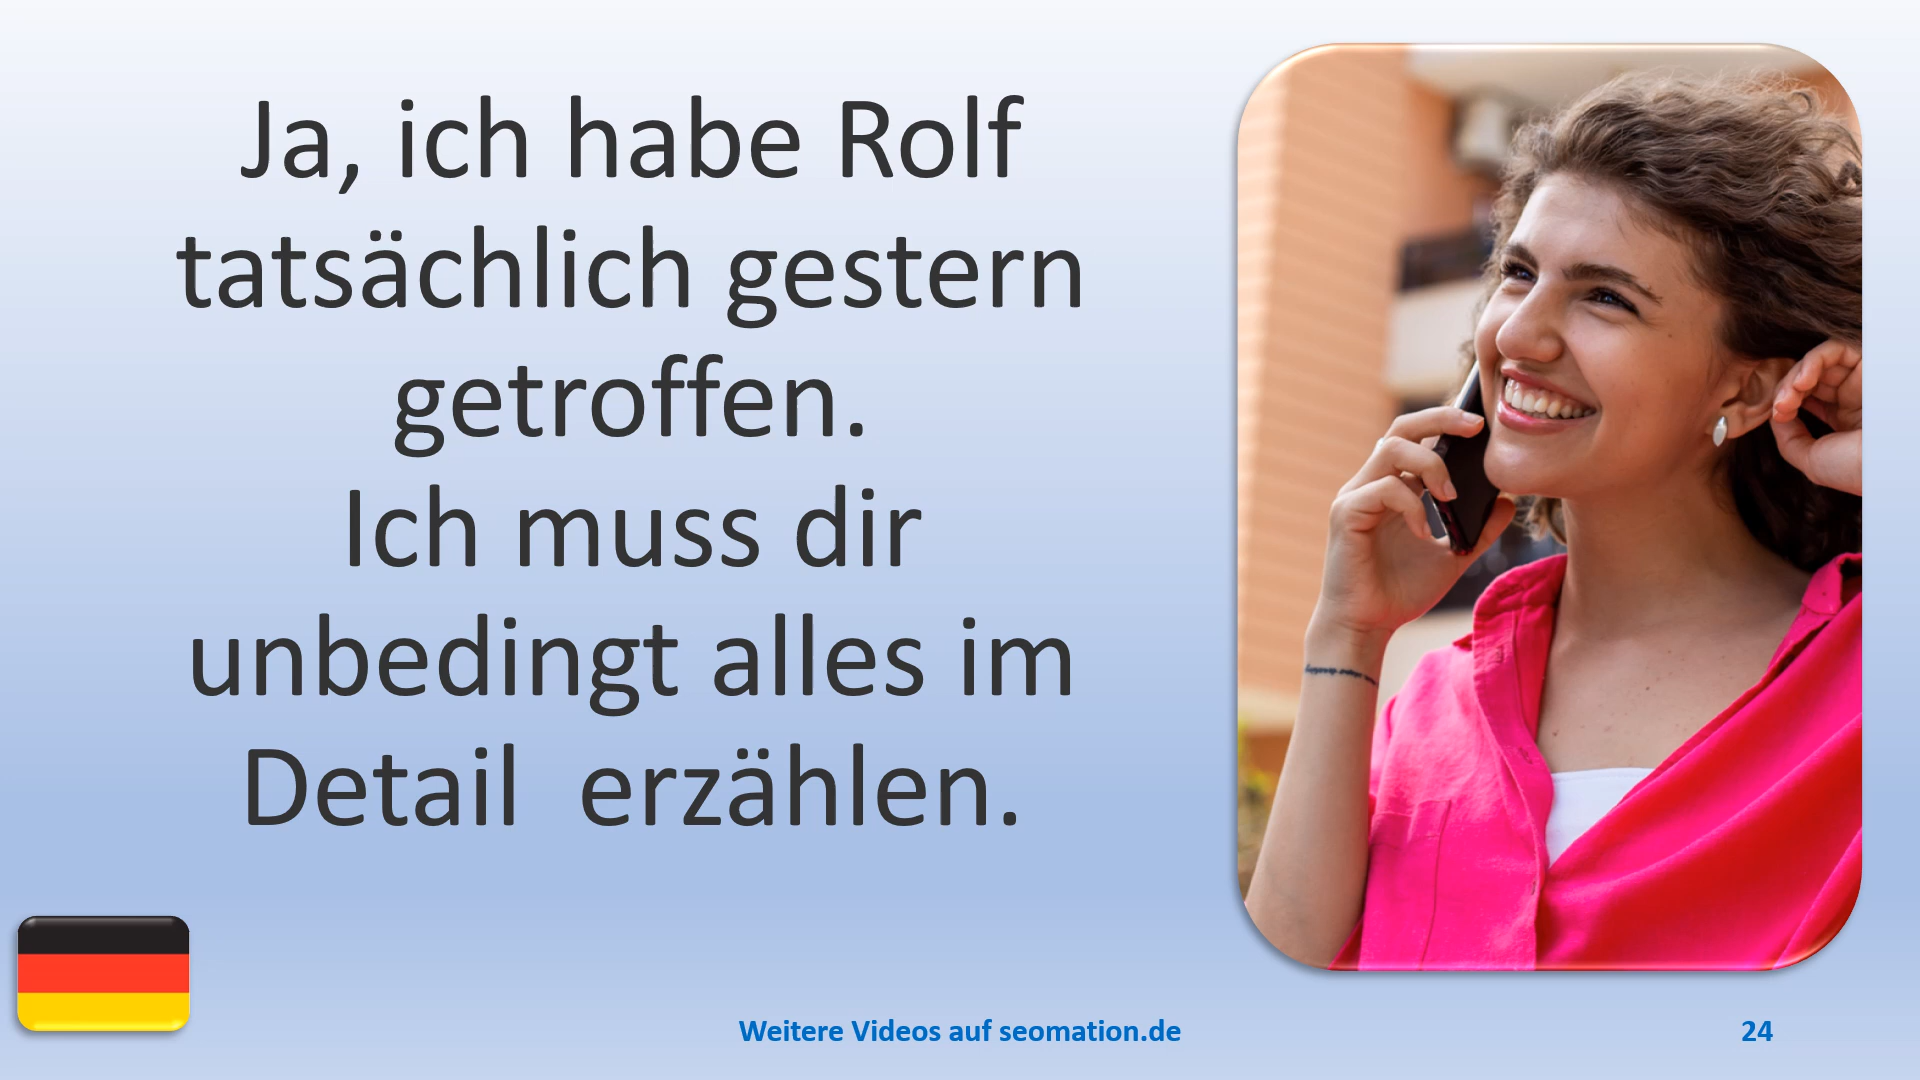 Ja, ich habe Rolf
tatsächlich gestern
getroffen.
Ich muss dir
unbedingt alles im
Detail  erzählen.
Weitere Videos auf seomation.de
24